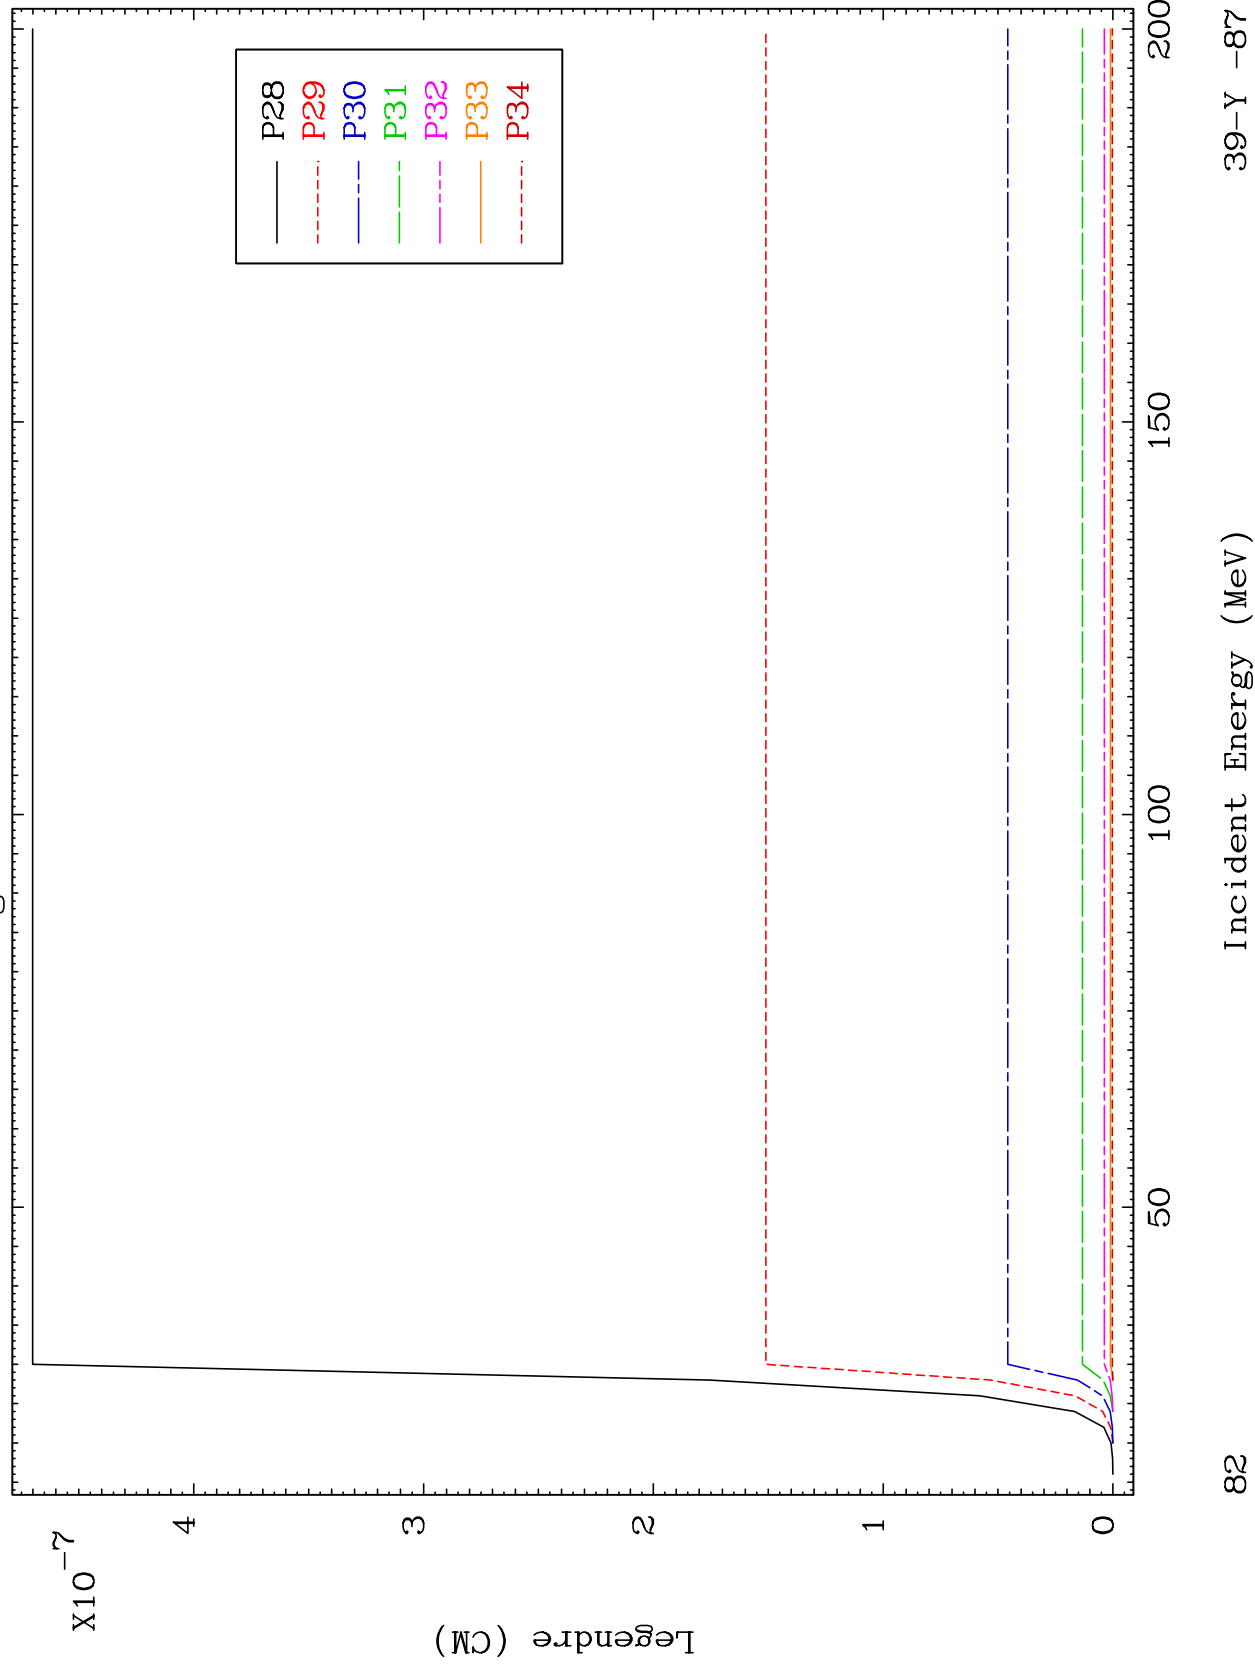 X10-7
Legendre (CM)
4
3
2
1
0
P28
P29
P30
P31
P32
P33
P34
50
100
150
200
Incident Energy (MeV)
82
39-Y -87